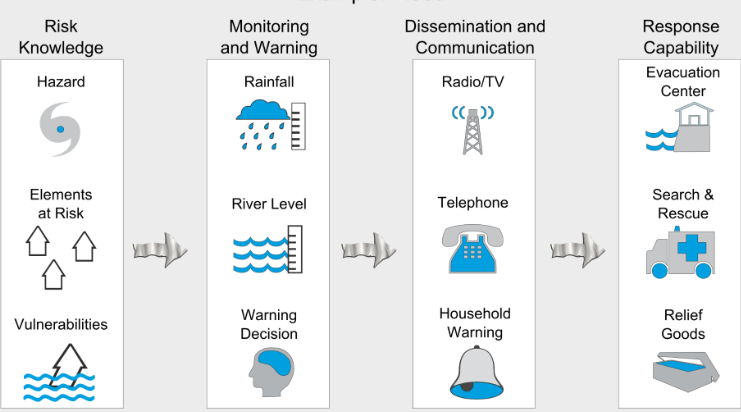 Risk
Knowledge
Hazard
Elements
at Risk
Vulnerabilities
Monitoring
and Warning
Rainfall
River Level
Warning
Decision
Dissemination and
Communication
Radio/TV
Telephone
Household
Warning
Response
Capability
Evacuation
Center
Search &
Rescue
Relief
Goods